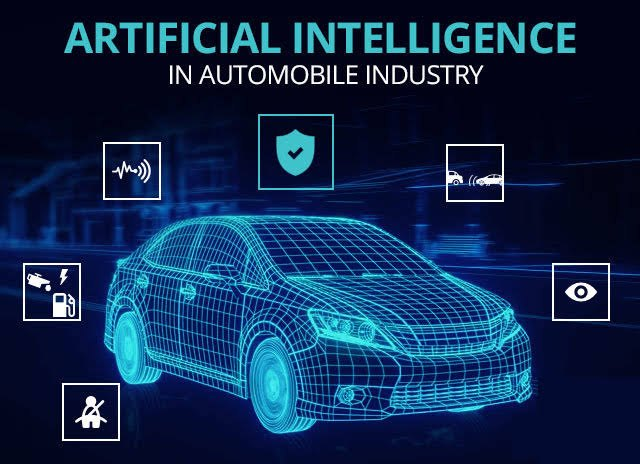 ARTIFICIAL INTELLIGENCE
IN AUTOMOBILE INDUSTRY